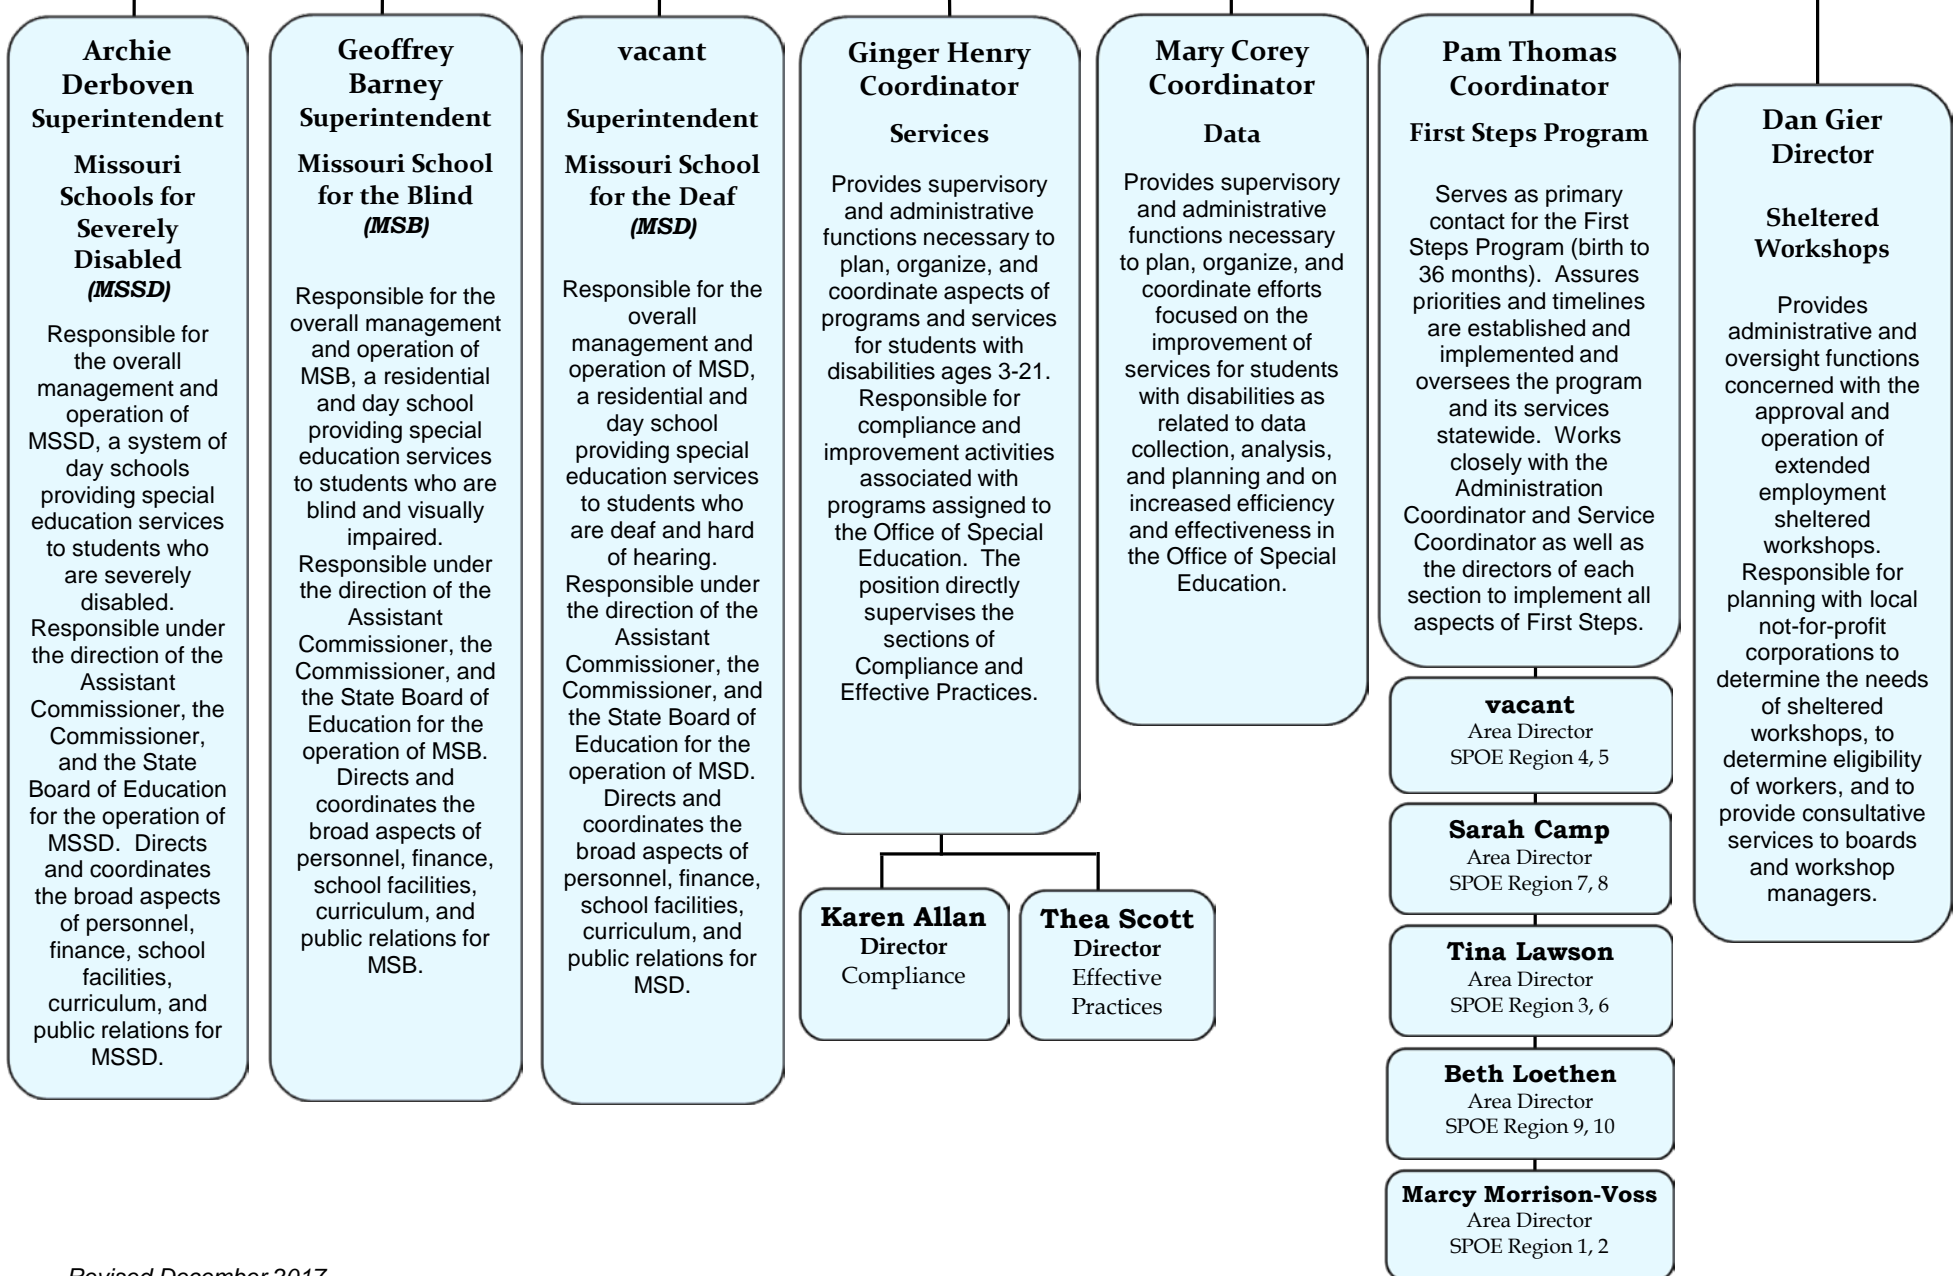 Archie
Derboven
Superintendent
Missouri
Schools for
Severely
Disabled
(MSSD)
Responsible for
the overall
management and
operation of
MSSD, a system of
day schools
providing special
education services
to students who
are severely
disabled.
Responsible under
the direction of the
Assistant
Commissioner, the
Commissioner,
and the State
Board of Education
for the operation of
MSSD.  Directs
and coordinates
the broad aspects
of personnel,
finance, school
facilities,
curriculum, and
public relations for
MSSD.
Geoffrey
Barney
Superintendent
Missouri School
for the Blind
(MSB)
Responsible for the
overall management
and operation of
MSB, a residential
and day school
providing special
education services
to students who are
blind and visually
impaired.
Responsible under
the direction of the
Assistant
Commissioner, the
Commissioner, and
the State Board of
Education for the
operation of MSB.
Directs and
coordinates the
broad aspects of
personnel, finance,
school facilities,
curriculum, and
public relations for
MSB.
vacant
Superintendent
Missouri School
for the Deaf
(MSD)
Responsible for the
overall
management and
operation of MSD,
a residential and
day school
providing special
education services
to students who
are deaf and hard
of hearing.
Responsible under
the direction of the
Assistant
Commissioner, the
Commissioner, and
the State Board of
Education for the
operation of MSD.
Directs and
coordinates the
broad aspects of
personnel, finance,
school facilities,
curriculum, and
public relations for
MSD.
Ginger Henry
Coordinator
Services
Provides supervisory
and administrative
functions necessary to
plan, organize, and
coordinate aspects of
programs and services
for students with
disabilities ages 3-21.
Responsible for
compliance and
improvement activities
associated with
programs assigned to
the Office of Special
Education.  The
position directly
supervises the
sections of
Compliance and
Effective Practices.
Karen Allan
Director
Compliance
Thea Scott
Director
Effective
Practices
Mary Corey
Coordinator
Data
Provides supervisory
and administrative
functions necessary
to plan, organize, and
coordinate efforts
focused on the
improvement of
services for students
with disabilities as
related to data
collection, analysis,
and planning and on
increased efficiency
and effectiveness in
the Office of Special
Education.
Pam Thomas
Coordinator
First Steps Program
Serves as primary
contact for the First
Steps Program (birth to
36 months).  Assures
priorities and timelines
are established and
implemented and
oversees the program
and its services
statewide.  Works
closely with the
Administration
Coordinator and Service
Coordinator as well as
the directors of each
section to implement all
aspects of First Steps.
vacant
Area Director
SPOE Region 4, 5
Sarah Camp
Area Director
SPOE Region 7, 8
Tina Lawson
Area Director
SPOE Region 3, 6
Beth Loethen
Area Director
SPOE Region 9, 10
Marcy Morrison-Voss
Area Director
SPOE Region 1, 2
Dan Gier
Director
Sheltered
Workshops
Provides
administrative and
oversight functions
concerned with the
approval and
operation of
extended
employment
sheltered
workshops.
Responsible for
planning with local
not-for-profit
corporations to
determine the needs
of sheltered
workshops, to
determine eligibility
of workers, and to
provide consultative
services to boards
and workshop
managers.
Revised December 2017